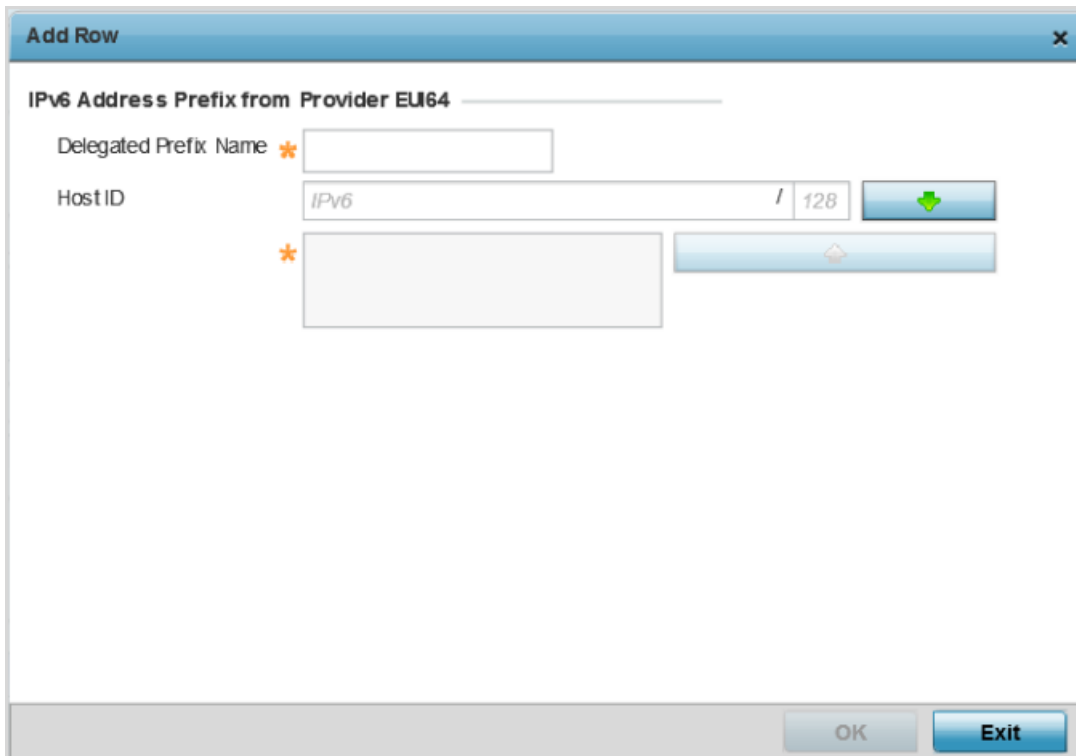 Add Row
IPv6 Address Prefix from Provider EUI64
Delegated Prefix Name *
Host ID IPv6 / 128
*
OK Exit